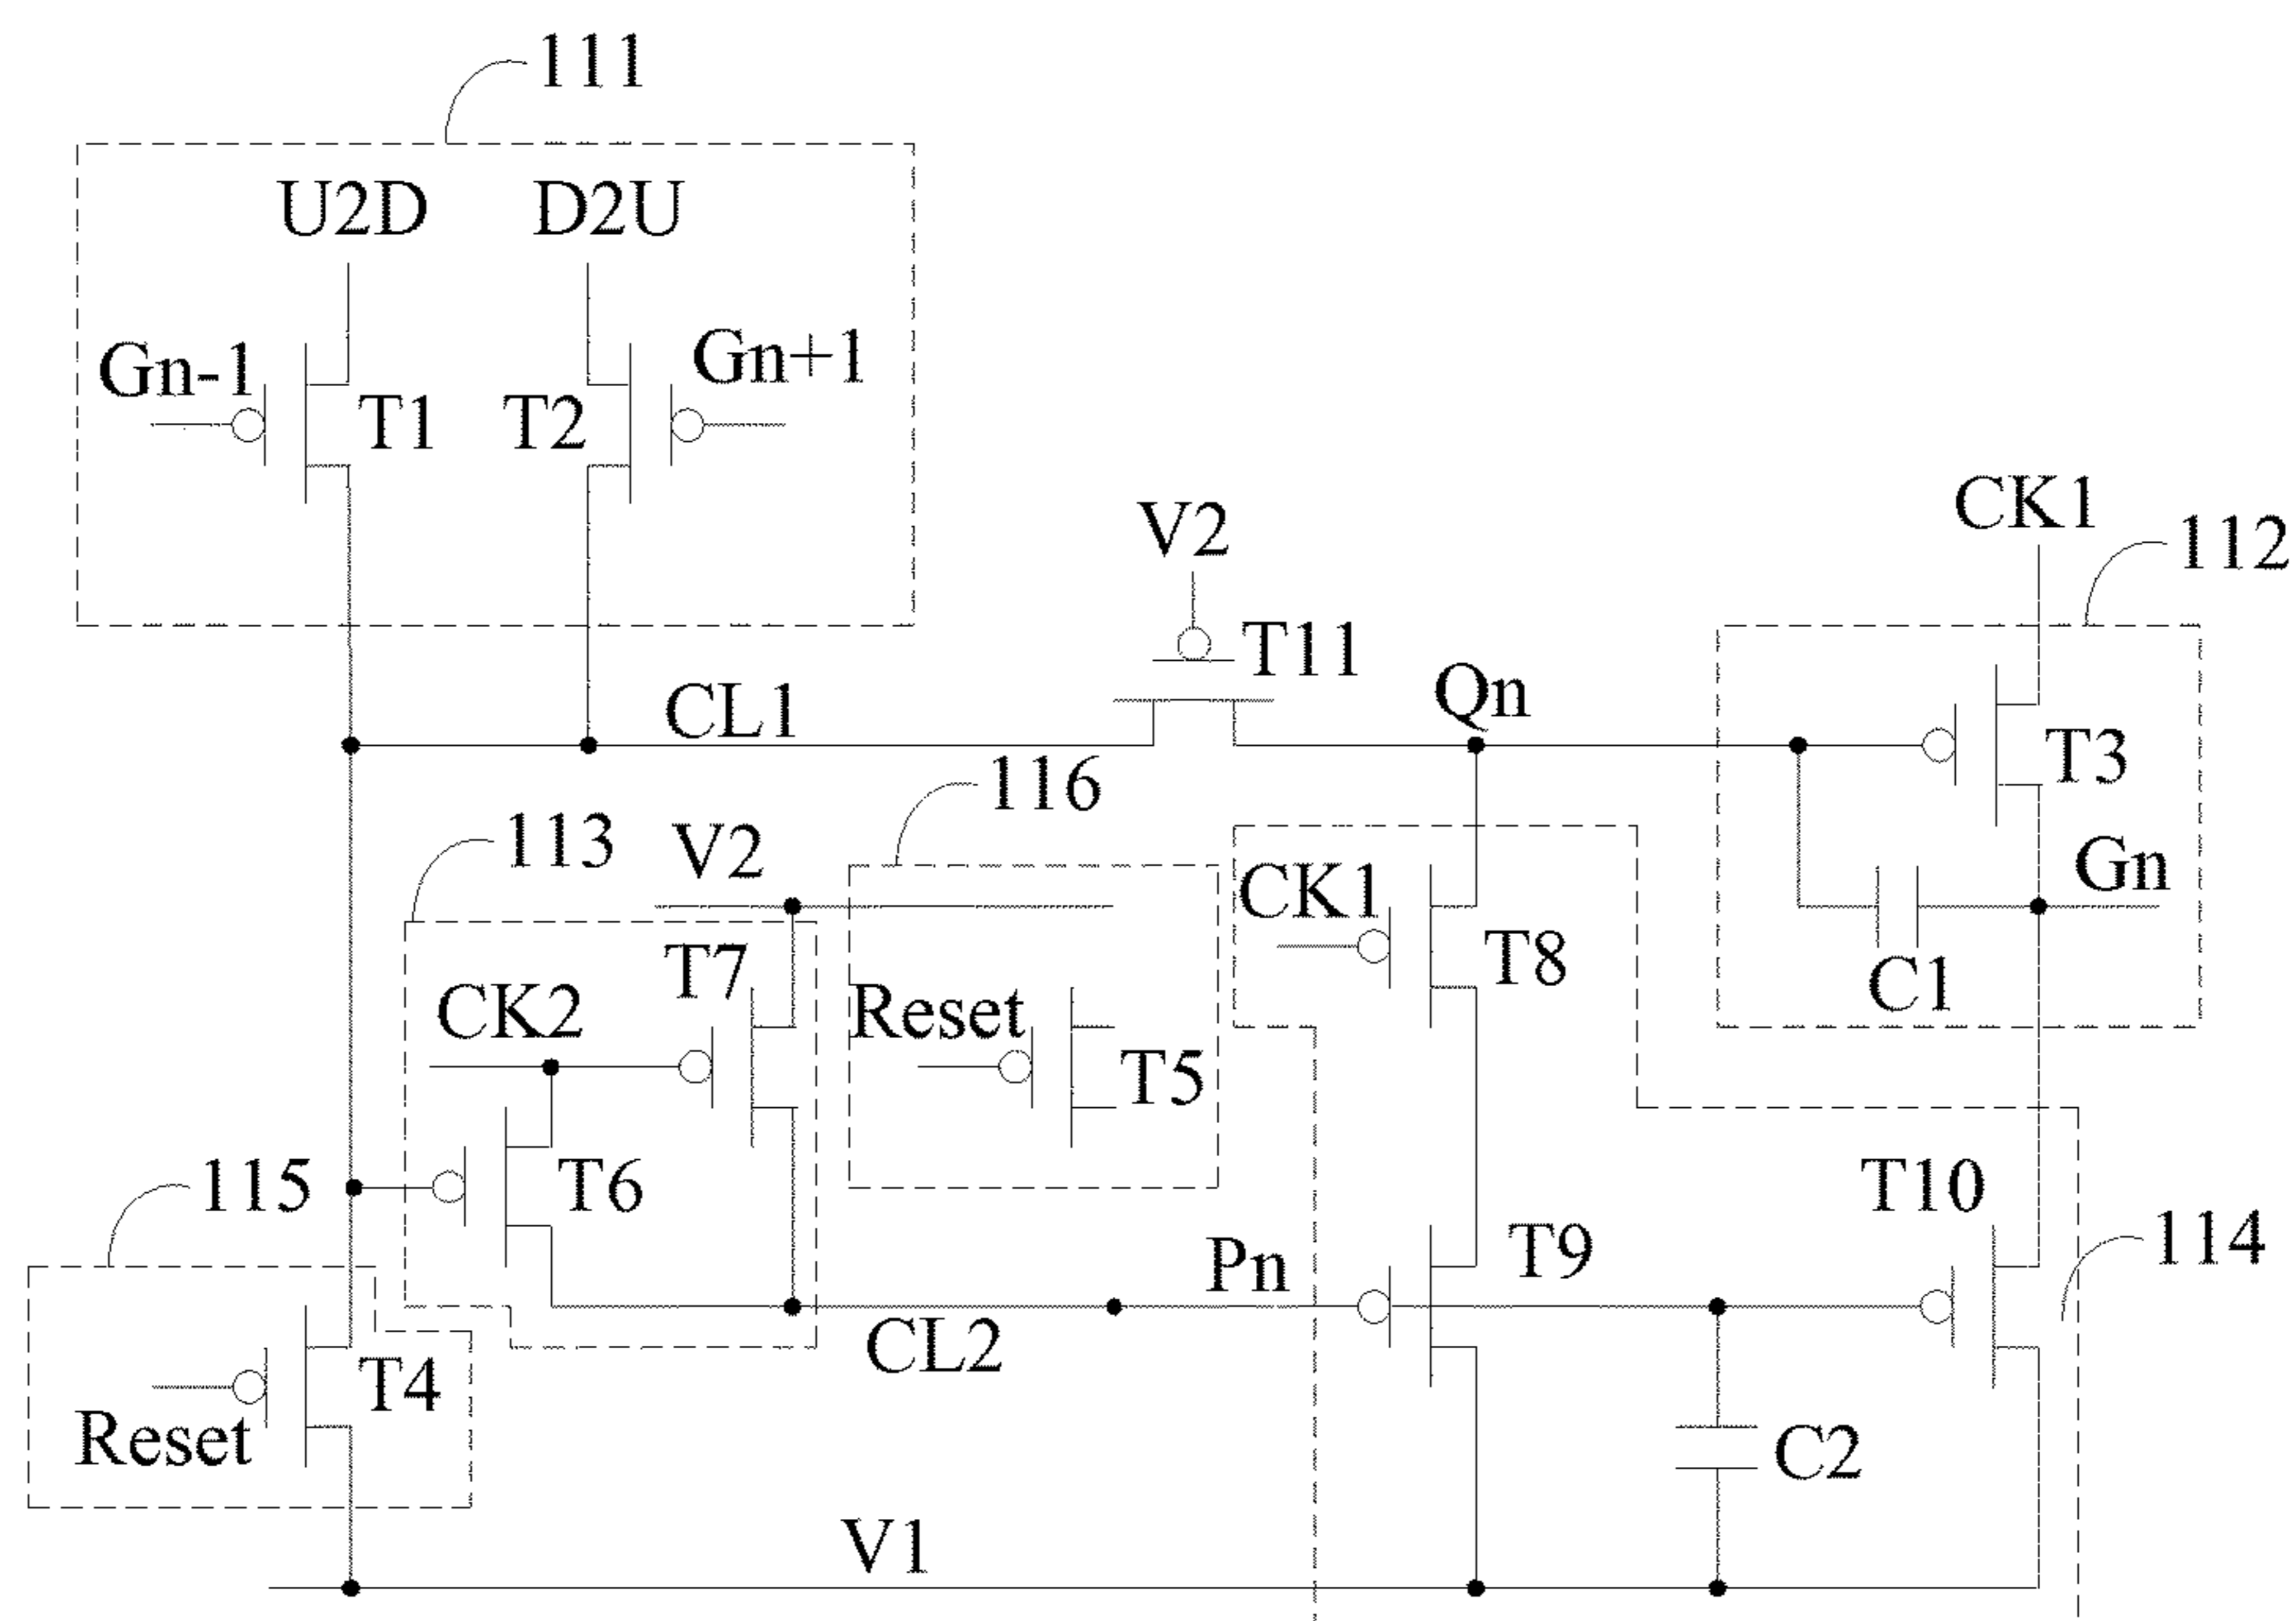 111
U2D
D2U
Gn-1
T1
T2
Gn+1
V2
T11
CK1
112
CL1
Qn
T3
116
113
V2
CK1
Gn
T7
T8
CK2
Reset
T5
C1
T6
115
T10
Pn
T9
114
CL2
T4
Reset
C2
V1